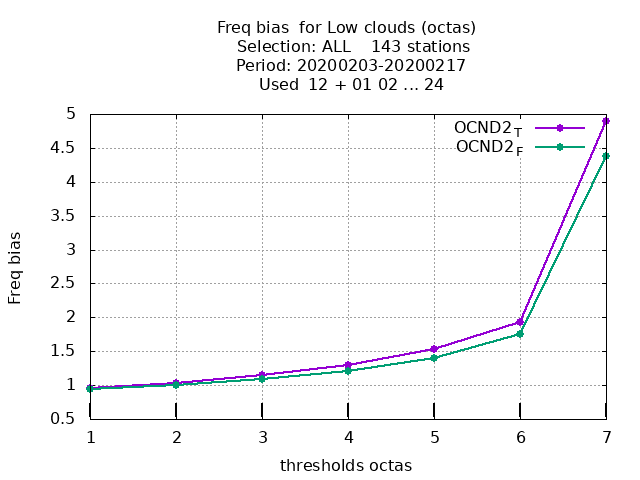 Freq bias  for Low clouds (octas)
Selection: ALL    143 stations
Period: 20200203-20200217
Used  12 + 01 02 ... 24
5
4.5
4
3.5
3
2.5
2
1.5
1
0.5
Freq bias
OCND2_T
OCND2_F
1 2 3 4 5 6 7
thresholds octas